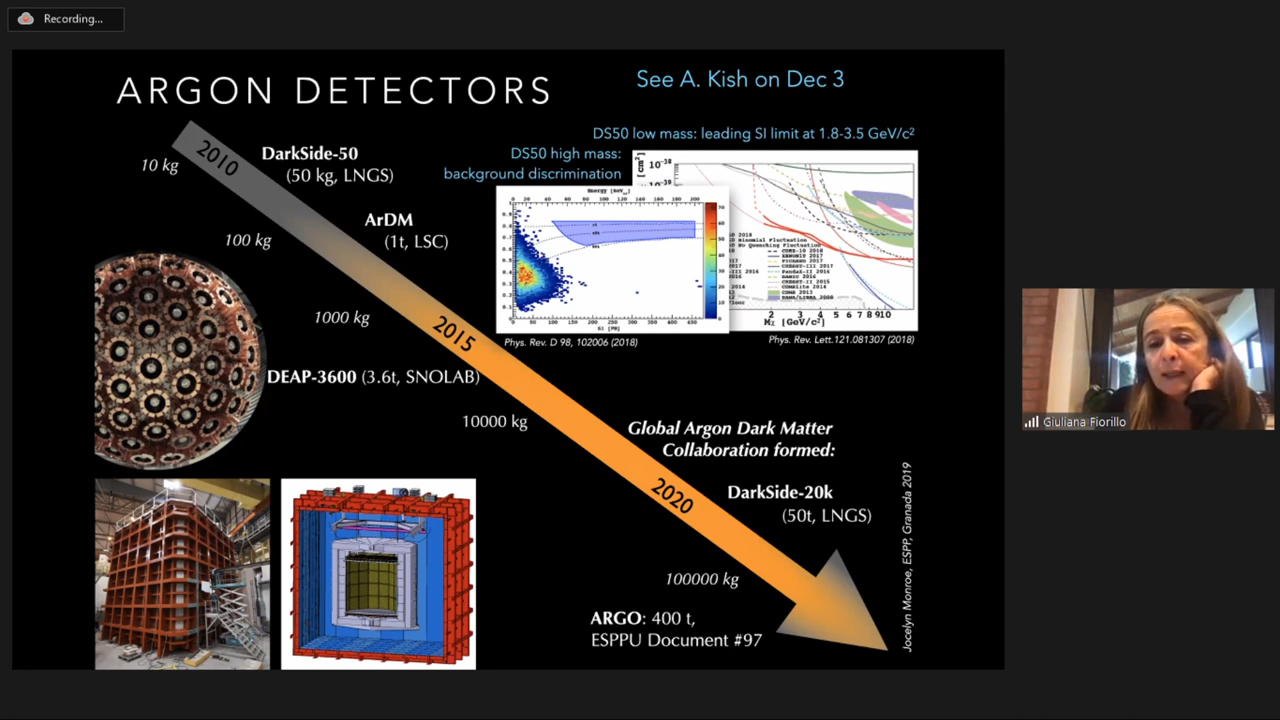 Recording...
ARGON DETECTORS
See A. Kish on Dec 3
DS50 low mass: leading SI limit at 1.8-3.5 GeV/c²
DS50 high mass:
background discrimination
2010
10 kg
DarkSide-50
(50 kg, LNGS)
ArDM
(1t, LSC)
100 kg
1000 kg
2015
DEAP-3600 (3.6t, SNOLAB)
10000 kg
Phys. Rev. D 98, 102006 (2018)
Phys. Rev. Lett.121.081307 (2018)
Giuliana Fiorillo
Global Argon Dark Matter
Collaboration formed:
2020
DarkSide-20k
(50t, LNGS)
100000 kg
ARGO: 400 t,
ESPPU Document #97
Jocelyn Monroe, ESPP, Granada 2019